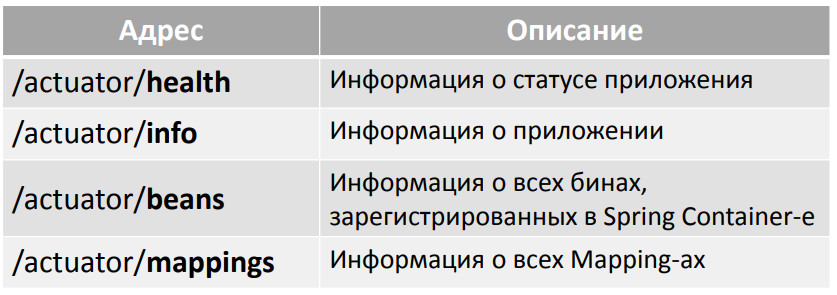 Адрес Описание
/actuator/health Информация о статусе приложения
/actuator/info Информация о приложении
/actuator/beans Информация о всех бинах,
зарегистрированных в Spring Container-е
/actuator/mappings Информация о всех Mapping-ах